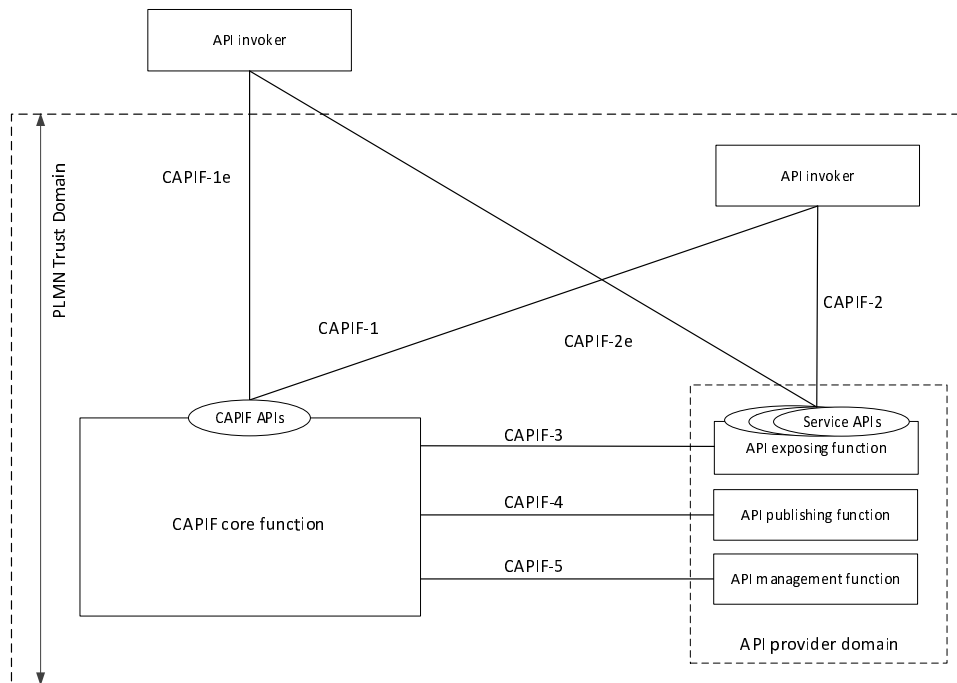 API invoker
CAPIF-1e
API invoker
PLMN Trust Domain
CAPIF-2
CAPIF-1
CAPIF-2e
CAPIF APIs
Service APIs
CAPIF-3
API exposing function
CAPIF core function
CAPIF-4
API publishing function
CAPIF-5
API management function
API provider domain